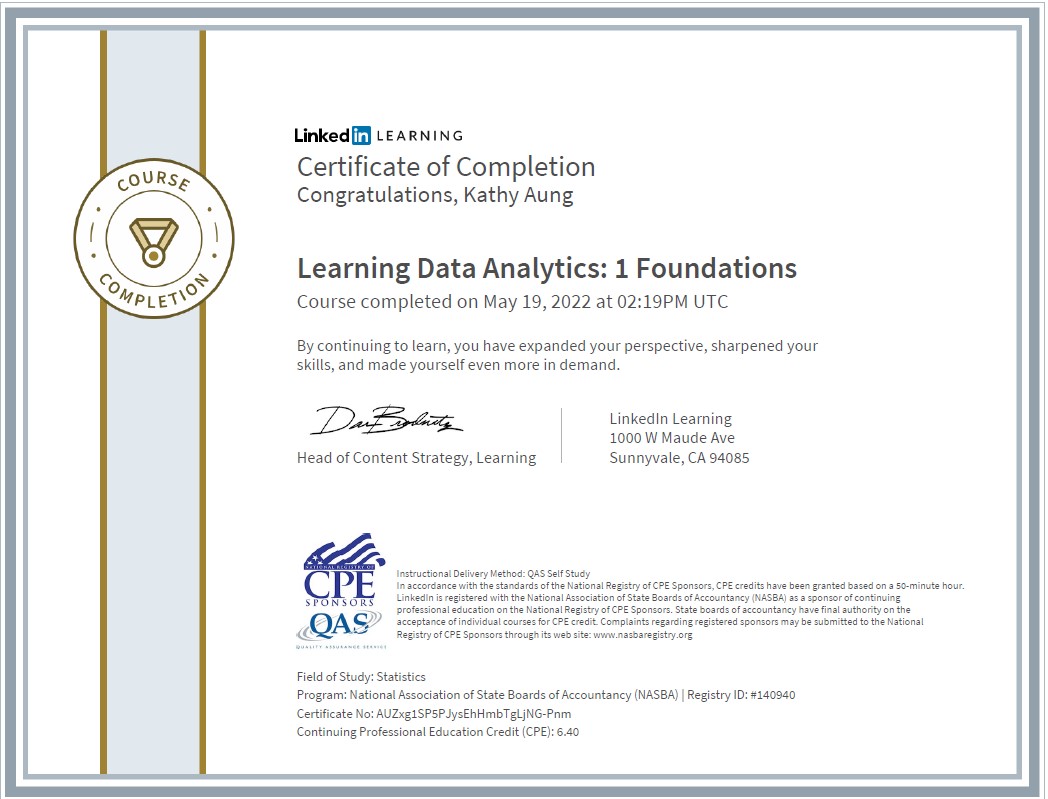 COURSE
COMPLETION
Linked in LEARNING
Certificate of Completion
Congratulations, Kathy Aung
Learning Data Analytics: 1 Foundations
Course completed on May 19, 2022 at 02:19PM UTC
By continuing to learn, you have expanded your perspective, sharpened your
skills, and made yourself even more in demand.
Head of Content Strategy, Learning
LinkedIn Learning
1000 W Maude Ave
Sunnyvale, CA 94085
NATIONAL REGISTRY OF
CPE
SPONSORS
QAS
QUALITY ASSURANCE SERVICE
Instructional Delivery Method: QAS Self Study
In accordance with the standards of the National Registry of CPE Sponsors, CPE credits have been granted based on a 50-minute hour.
LinkedIn is registered with the National Association of State Boards of Accountancy (NASBA) as a sponsor of continuing
professional education on the National Registry of CPE Sponsors. State boards of accountancy have final authority on the
acceptance of individual courses for CPE credit. Complaints regarding registered sponsors may be submitted to the National
Registry of CPE Sponsors through its web site: www.nasbaregistry.org
Field of Study: Statistics
Program: National Association of State Boards of Accountancy (NASBA) | Registry ID: #140940
Certificate No: AUZxg1SP5PJysEhHmbTgLjNG-Pnm
Continuing Professional Education Credit (CPE): 6.40